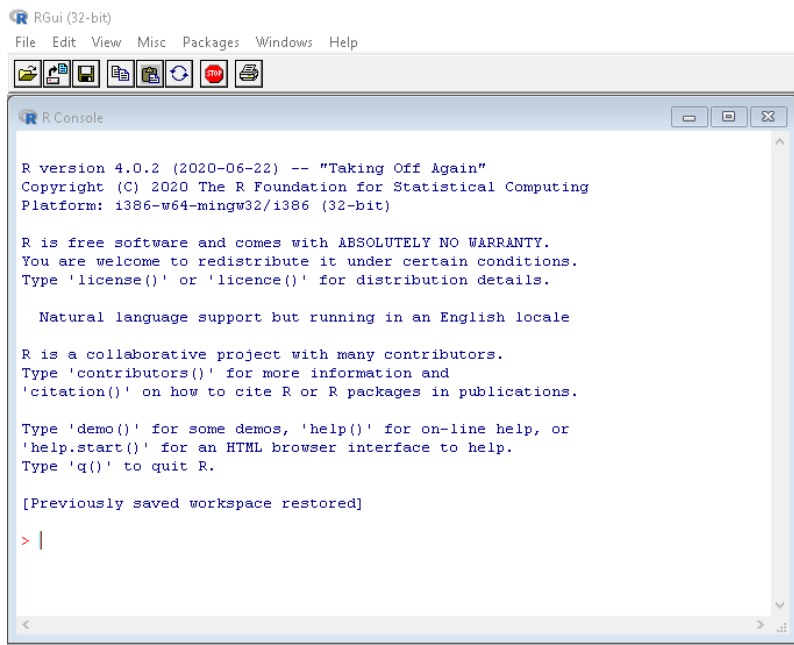 RGui (32-bit)
File Edit View Misc Packages Windows Help
STOP
R Console
R version 4.0.2 (2020-06-22) -- "Taking Off Again"
Copyright (C) 2020 The R Foundation for Statistical Computing
Platform: i386-w64-mingw32/i386 (32-bit)
R is free software and comes with ABSOLUTELY NO WARRANTY.
You are welcome to redistribute it under certain conditions.
Type 'license()' or 'licence()' for distribution details.
Natural language support but running in an English locale
R is a collaborative project with many contributors.
Type 'contributors()' for more information and
'citation()' on how to cite R or R packages in publications.
Type 'demo()' for some demos, 'help()' for on-line help, or
'help.start()' for an HTML browser interface to help.
Type 'q()' to quit R.
[Previously saved workspace restored]
>